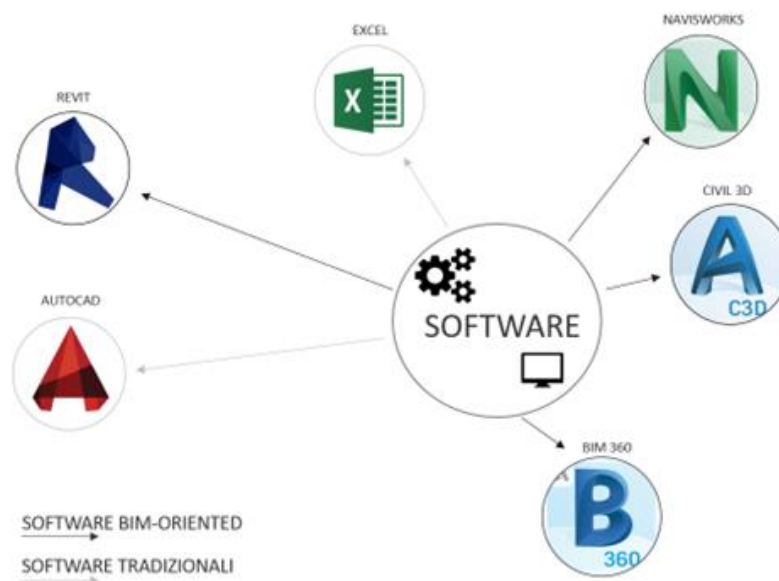 NAVISWORKS
EXCEL
X
REVIT
CIVIL 3D
C3D
SOFTWARE
AUTOCAD
BIM 360
B
360
SOFTWARE BIM-ORIENTED
SOFTWARE TRADIZIONALI